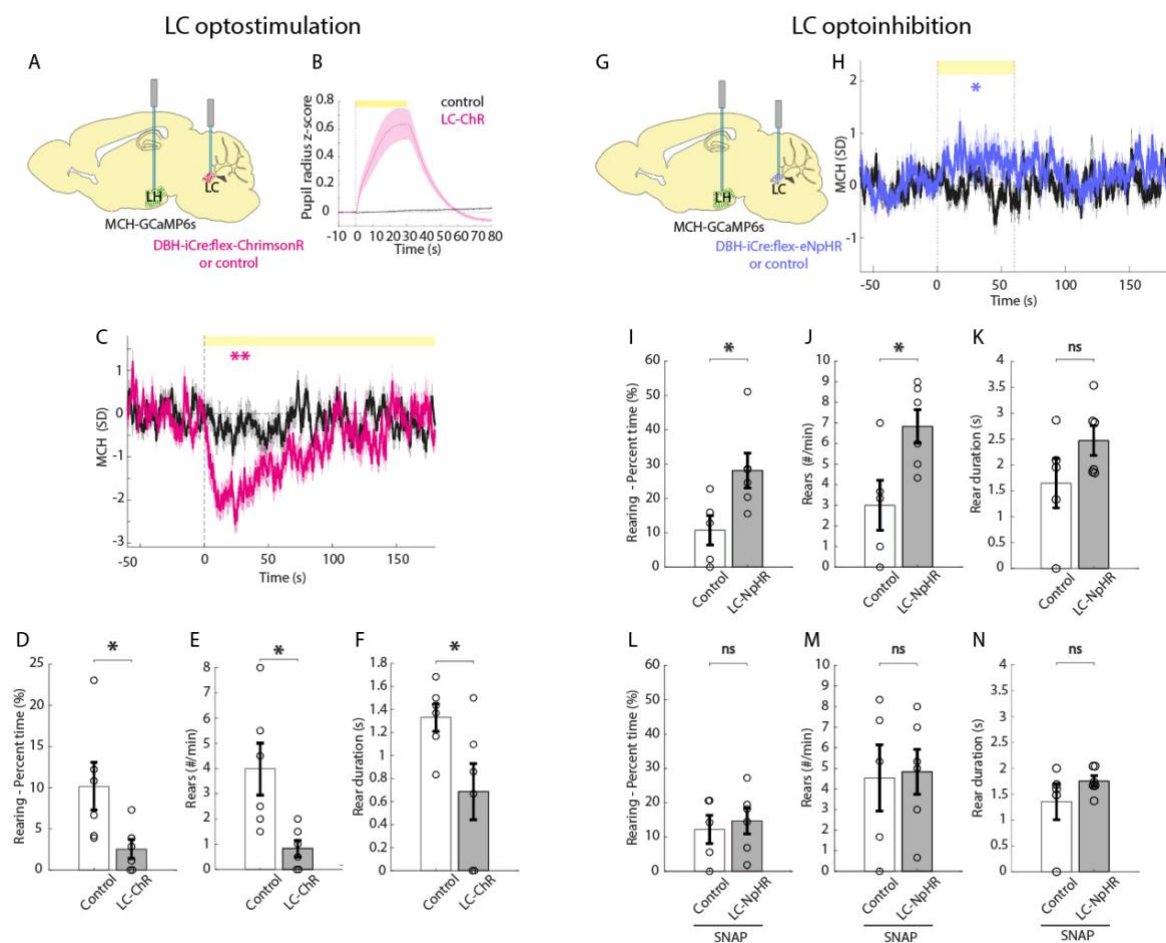 LC optostimulation
A
LH
LC
MCH-GCaMP6s
DBH-iCre:flex-ChrimsonR
or control
B
Pupil radius z-score
0.8
0.6
0.4
0.2
0
-10 0 10 20 30 40 50 60 70 80
Time (s)
control
LC-ChR
C
**
MCH (SD)
1
0
-1
-2
-3
-60 0 50 100 150
Time (s)
D
*
Rearing - Percent time (%)
25
20
15
10
5
0
Control
LC-ChR
E
*
Rears (#/min)
8
7
6
5
4
3
2
1
0
Control
LC-ChR
F
*
Rear duration (s)
1.8
1.6
1.4
1.2
1
0.8
0.6
0.4
0.2
0
Control
LC-ChR
LC optoinhibition
G
LH
LC
MCH-GCaMP6s
DBH-iCre:flex-eNpHR
or control
H
*
MCH (SD)
2
1
0
-1
-50 0 50 100 150
Time (s)
I
*
Rearing - Percent time (%)
60
50
40
30
20
10
0
Control
LC-NpHR
J
*
Rears (#/min)
10
9
8
7
6
5
4
3
2
1
0
Control
LC-NpHR
K
ns
Rear duration (s)
4
3.5
3
2.5
2
1.5
1
0.5
0
Control
LC-NpHR
L
ns
Rearing - Percent time (%)
60
50
40
30
20
10
0
Control
LC-NpHR
SNAP
M
ns
Rears (#/min)
10
9
8
7
6
5
4
3
2
1
0
Control
LC-NpHR
SNAP
N
ns
Rear duration (s)
4
3.5
3
2.5
2
1.5
1
0.5
0
Control
LC-NpHR
SNAP